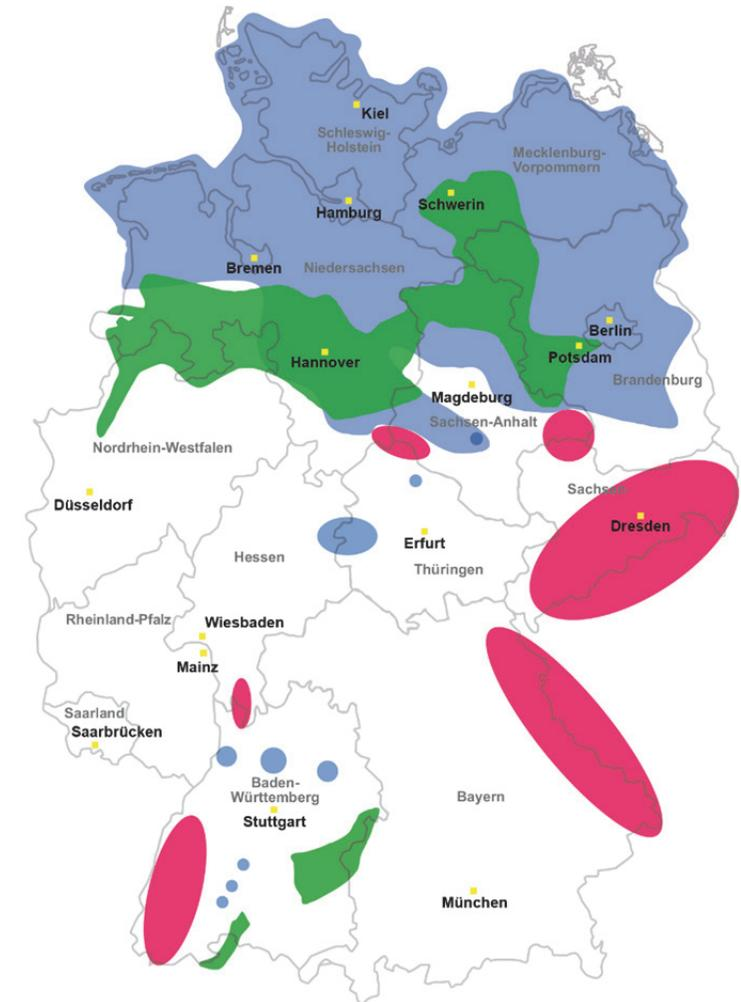 Kiel
Schleswig-
Holstein
Mecklenburg-
Vorpommern
Schwerin
Hamburg
Bremen
Niedersachsen
Berlin
Potsdam
Hannover
Brandenburg
Magdeburg
Sachsen-Anhalt
Nordrhein-Westfalen
Düsseldorf
Sachsen
Dresden
Erfurt
Hessen
Thüringen
Rheinland-Pfalz
Wiesbaden
Mainz
Saarland
Saarbrücken
Baden-
Württemberg
Bayern
Stuttgart
München